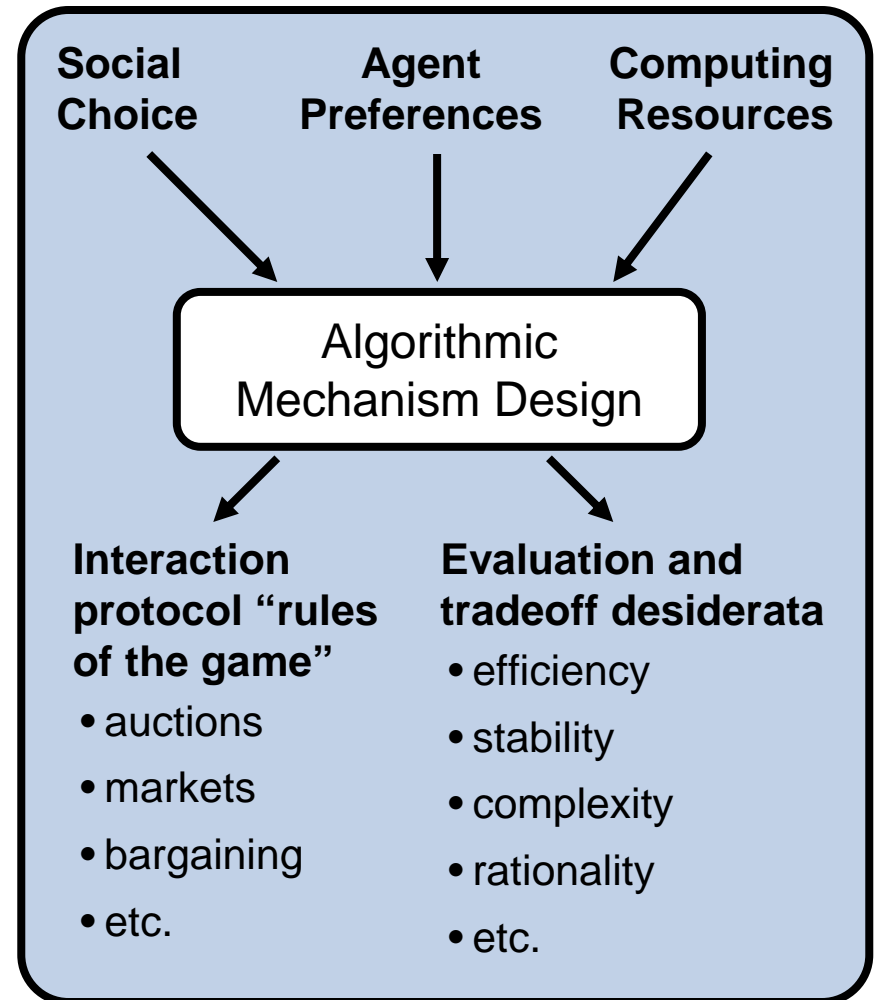 Social
Choice
Agent
Preferences
Computing
Resources
Algorithmic
Mechanism Design
Interaction
protocol “rules
of the game”
• auctions
• markets
• bargaining
• etc.
Evaluation and
tradeoff desiderata
• efficiency
• stability
• complexity
• rationality
• etc.